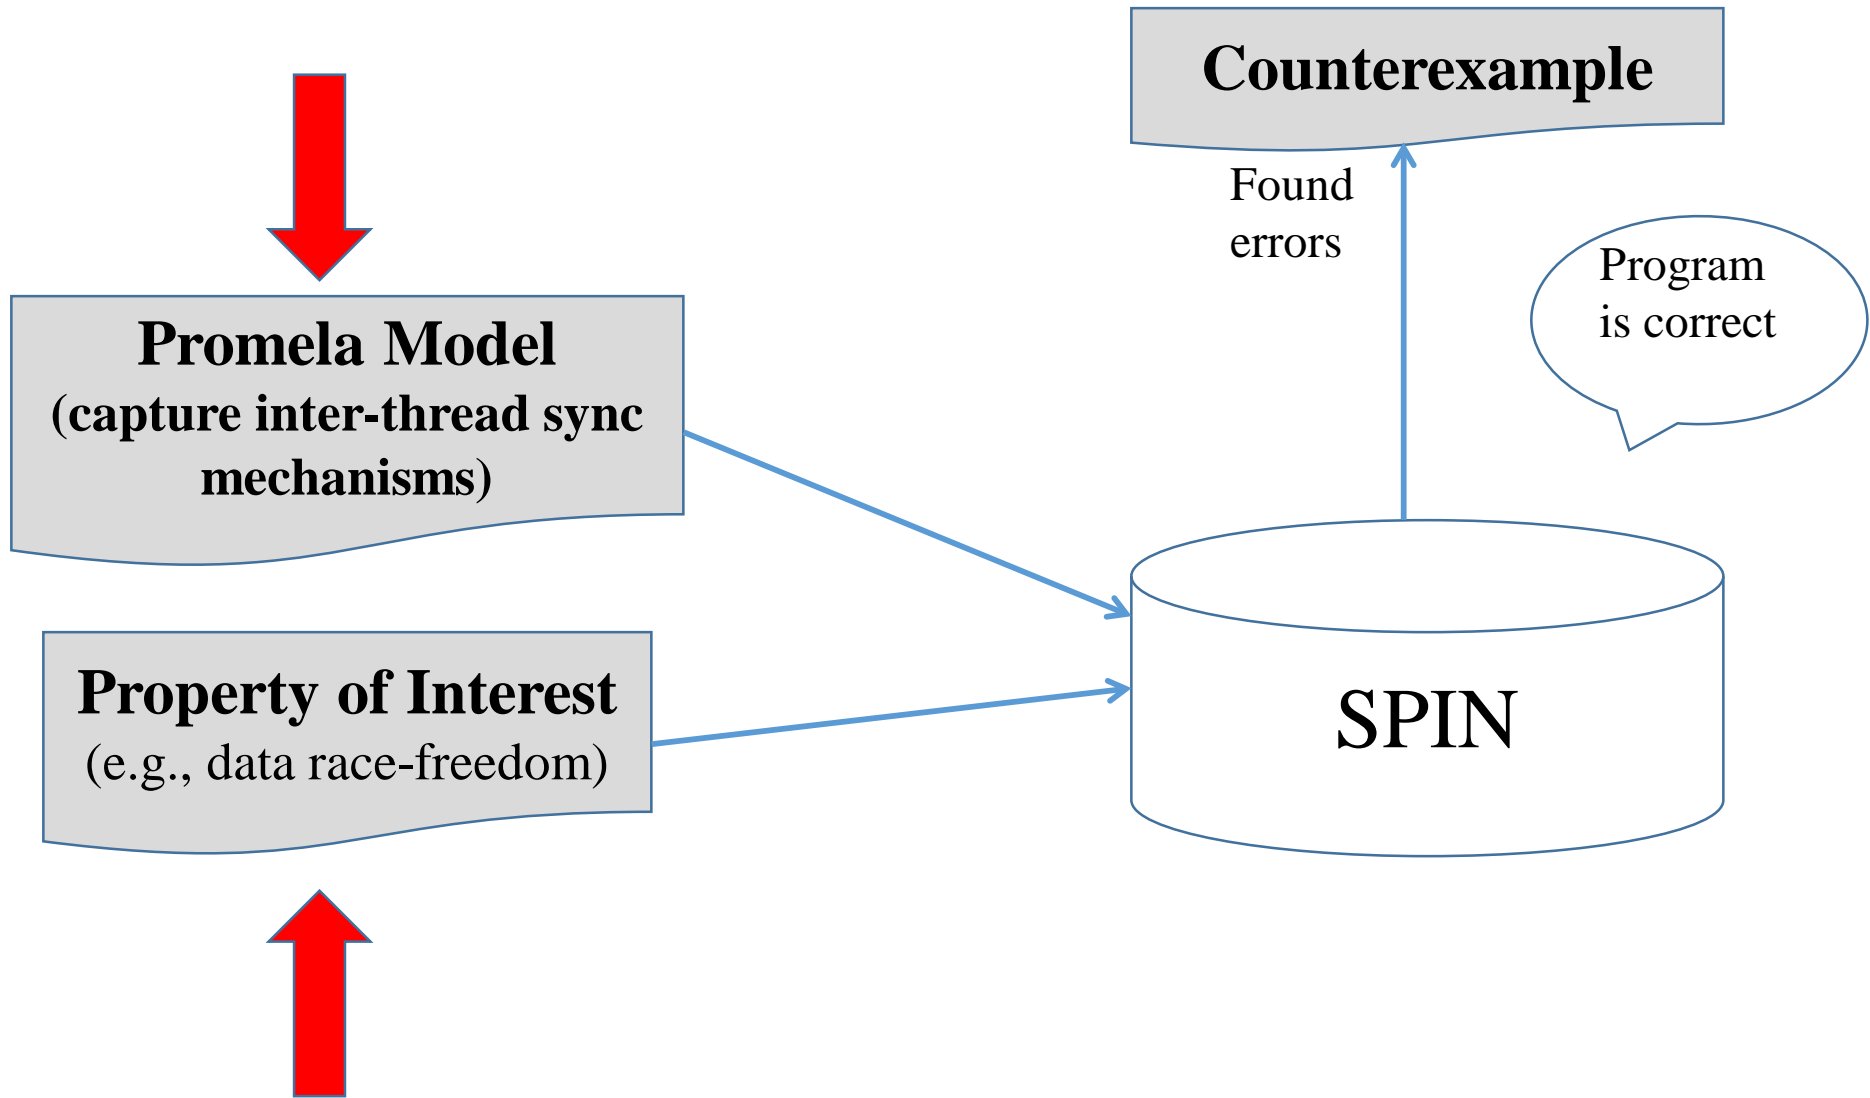 Counterexample
Found
errors
Program
is correct
Promela Model
(capture inter-thread sync
mechanisms)
Property of Interest
(e.g., data race-freedom)
SPIN